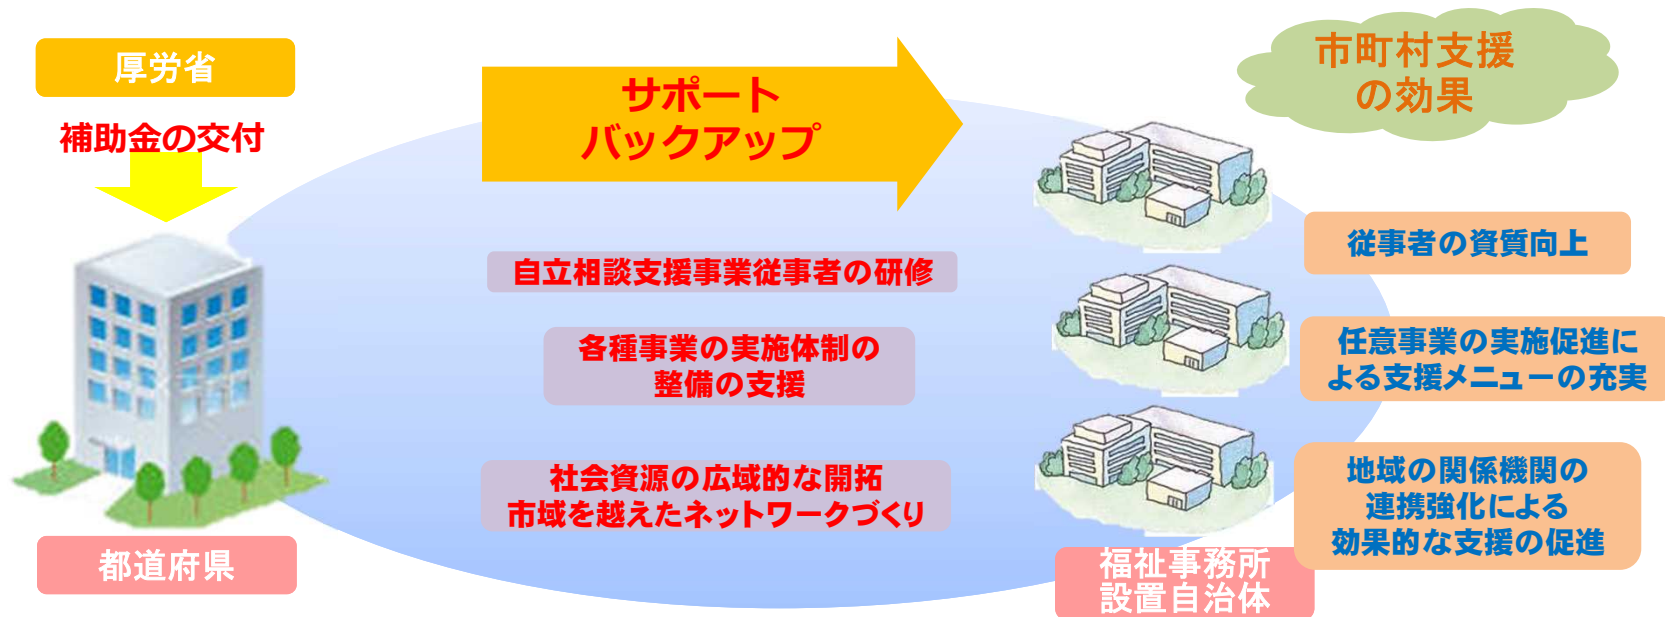 厚労省
補助金の交付
都道府県
サポート
バックアップ
自立相談支援事業従事者の研修
各種事業の実施体制の
整備の支援
社会資源の広域的な開拓
市域を越えたネットワークづくり
福祉事務所
設置自治体
市町村支援
の効果
従事者の資質向上
任意事業の実施促進に
よる支援メニューの充実
地域の関係機関の
連携強化による
効果的な支援の促進